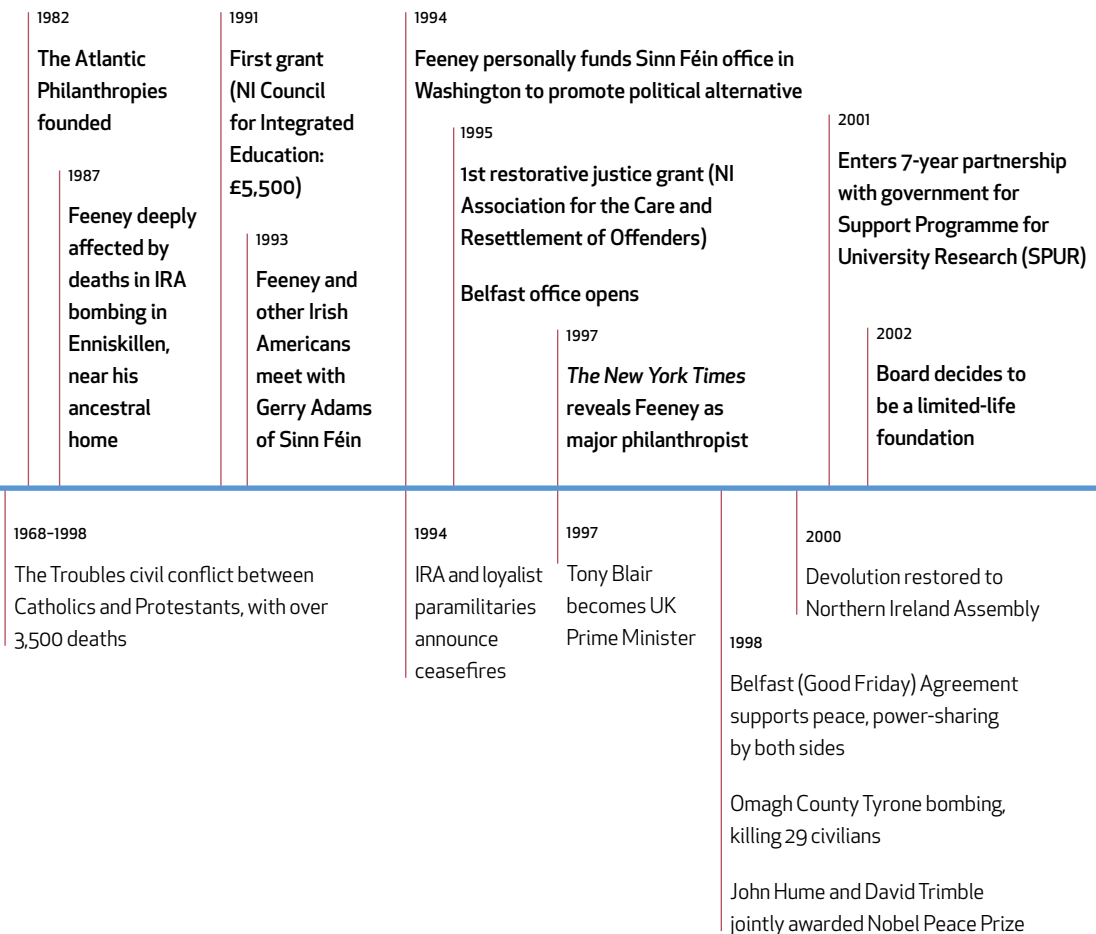 1982
The Atlantic
Philanthropies
founded
1987
Feeney deeply
affected by
deaths in IRA
bombing in
Enniskillen,
near his
ancestral
home
1991
First grant
(NI Council
for Integrated
Education:
£5,500)
1993
Feeney and
other Irish
Americans
meet with
Gerry Adams
of Sinn Féin
1994
Feeney personally funds Sinn Féin office in
Washington to promote political alternative
1995
1st restorative justice grant (NI
Association for the Care and
Resettlement of Offenders)
Belfast office opens
1997
The New York Times
reveals Feeney as
major philanthropist
2001
Enters 7-year partnership
with government for
Support Programme for
University Research (SPUR)
2002
Board decides to
be a limited-life
foundation
1968–1998
The Troubles civil conflict between
Catholics and Protestants, with over
3,500 deaths
1994
IRA and loyalist
paramilitaries
announce
ceasefires
1997
Tony Blair
becomes UK
Prime Minister
1998
Belfast (Good Friday) Agreement
supports peace, power-sharing
by both sides
Omagh County Tyrone bombing,
killing 29 civilians
John Hume and David Trimble
jointly awarded Nobel Peace Prize
2000
Devolution restored to
Northern Ireland Assembly